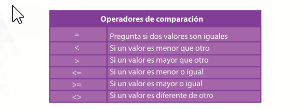 Operadores de comparación
= Pregunta si dos valores son iguales
< Si un valor es menor que otro
> Si un valor es mayor que otro
<= Si un valor es menor o igual
>= Si un valor es mayor o igual
<> Si un valor es diferente de otro